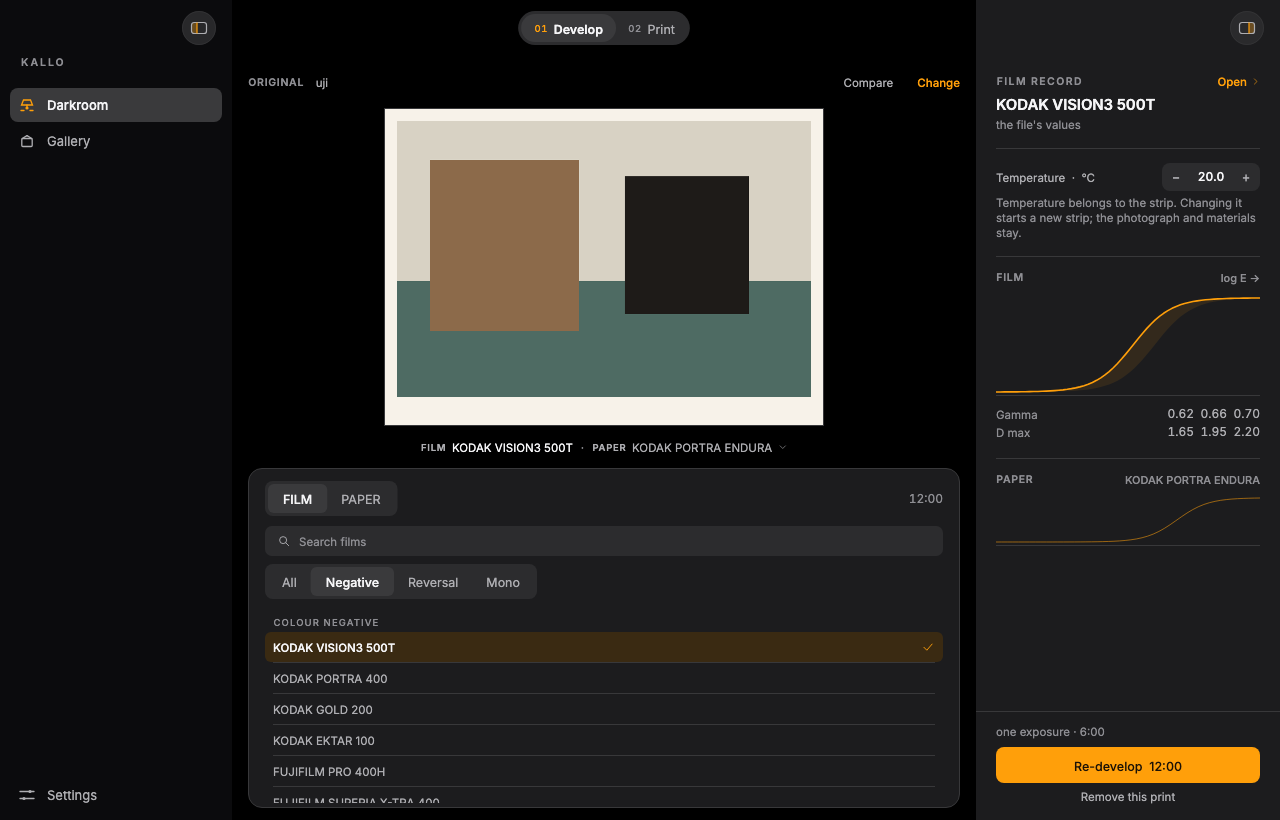 KALLO
Darkroom
Gallery
Settings
01 Develop 02 Print
ORIGINAL uji
Compare Change
FILM KODAK VISION3 500T · PAPER KODAK PORTRA ENDURA
FILM PAPER
12:00
Search films
All Negative Reversal Mono
COLOUR NEGATIVE
KODAK VISION3 500T
KODAK PORTRA 400
KODAK GOLD 200
KODAK EKTAR 100
FUJIFILM PRO 400H
FUJIFILM SUPERIA X-TRA 400
FILM RECORD
Open
KODAK VISION3 500T
the file's values
Temperature · °C
− 20.0 +
Temperature belongs to the strip. Changing it
starts a new strip; the photograph and materials
stay.
FILM
log E →
Gamma 0.62 0.66 0.70
D max 1.65 1.95 2.20
PAPER KODAK PORTRA ENDURA
one exposure · 6:00
Re-develop 12:00
Remove this print